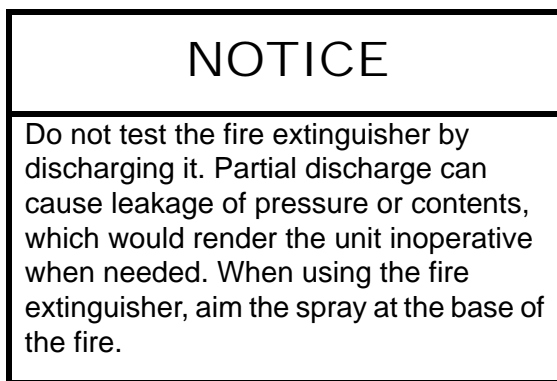 NOTICE
Do not test the fire extinguisher by
discharging it. Partial discharge can
cause leakage of pressure or contents,
which would render the unit inoperative
when needed. When using the fire
extinguisher, aim the spray at the base of
the fire.